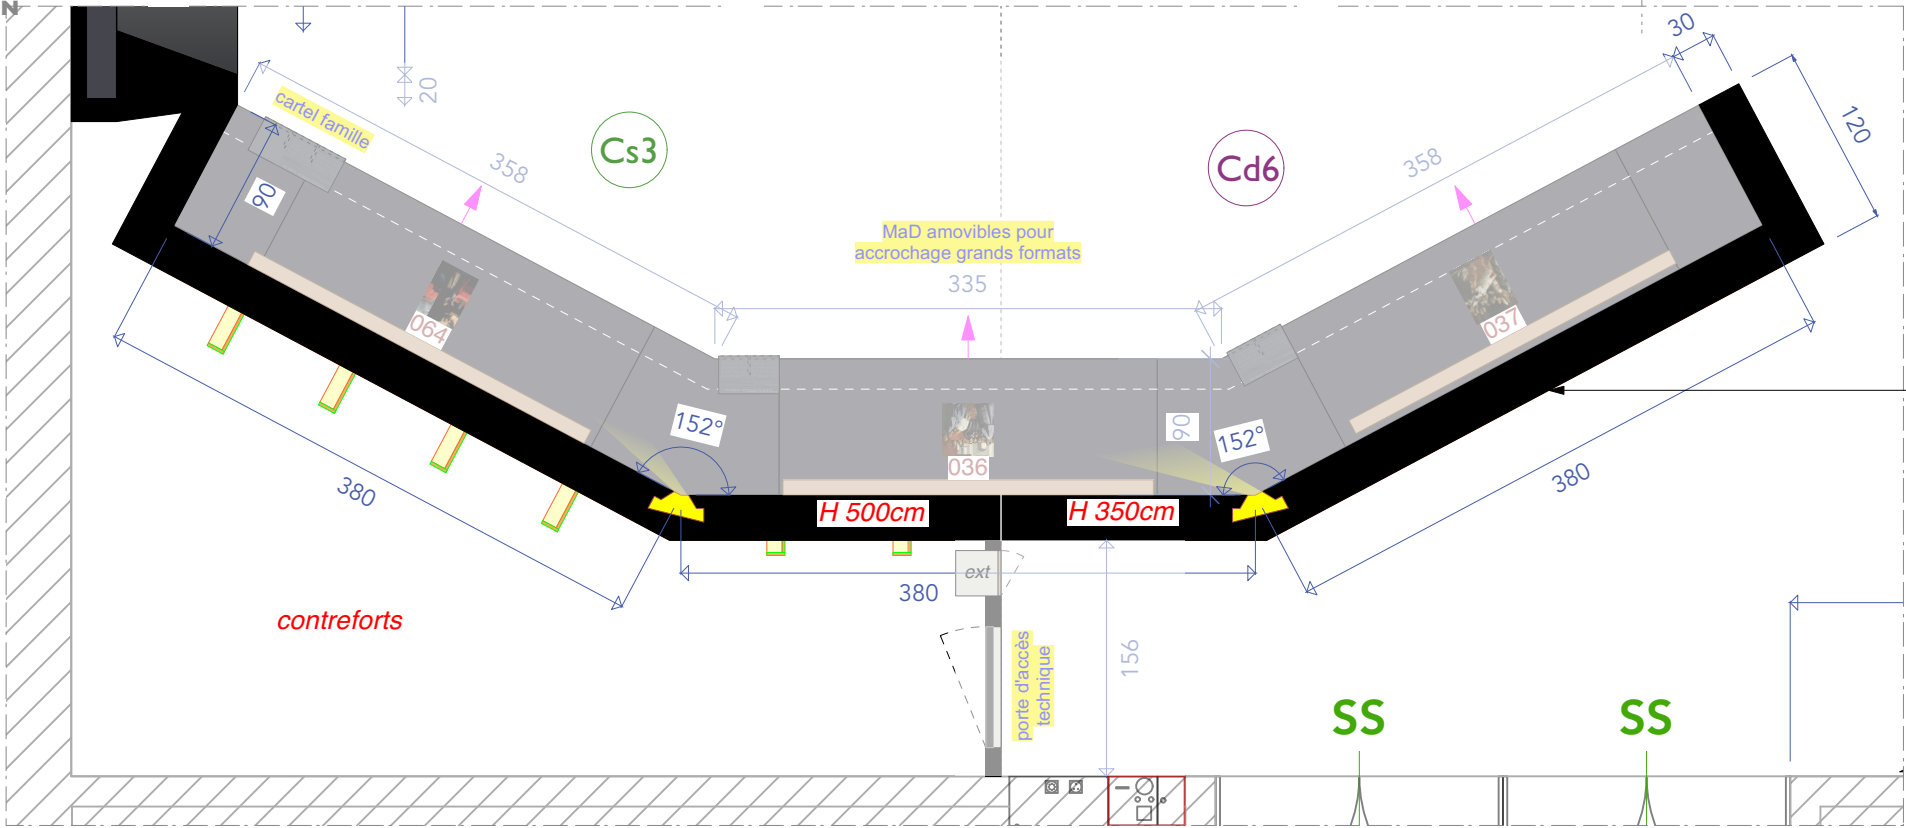 N
20
30
120
cartel famille
358
Cs3
Cd6
358
90
MaD amovibles pour
accrochage grands formats
335
064
037
152°
036
90
152°
380
H 500cm
H 350cm
380
ext
380
contreforts
porte d'accès
technique
156
SS
SS